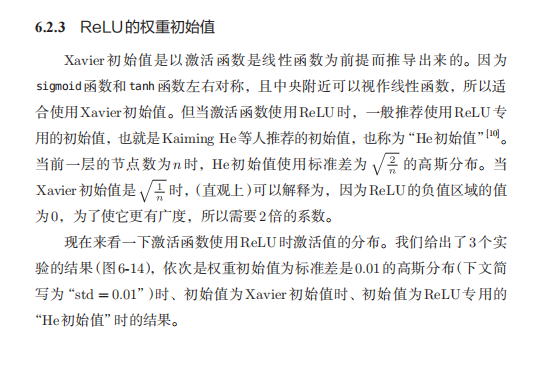 6.2.3 ReLU的权重初始值
Xavier初始值是以激活函数是线性函数为前提而推导出来的。因为
sigmoid函数和tanh函数左右对称，且中央附近可以视作线性函数，所以适
合使用Xavier初始值。但当激活函数使用ReLU时，一般推荐使用ReLU专
用的初始值，也就是Kaiming He等人推荐的初始值，也称为“He初始值”[10]。
当前一层的节点数为n时，He初始值使用标准差为√(2/n)的高斯分布。当
Xavier初始值是√(1/n)时，(直观上)可以解释为，因为ReLU的负值区域的值
为0，为了使它更有广度，所以需要2倍的系数。
现在来看一下激活函数使用ReLU时激活值的分布。我们给出了3个实
验的结果(图6-14)，依次是权重初始值为标准差是0.01的高斯分布(下文简
写为“std = 0.01”)时、初始值为Xavier初始值时、初始值为ReLU专用的
“He初始值”时的结果。